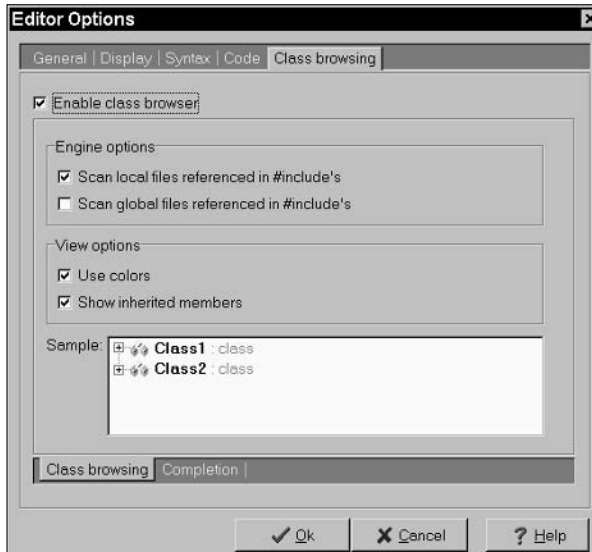 Editor Options
General | Display | Syntax | Code Class browsing
Enable class browser
Engine options
Scan local files referenced in #include's
Scan global files referenced in #include's
View options
Use colors
Show inherited members
Sample:
Class1 : class
Class2 : class
Class browsing Completion |
Ok Cancel ? Help